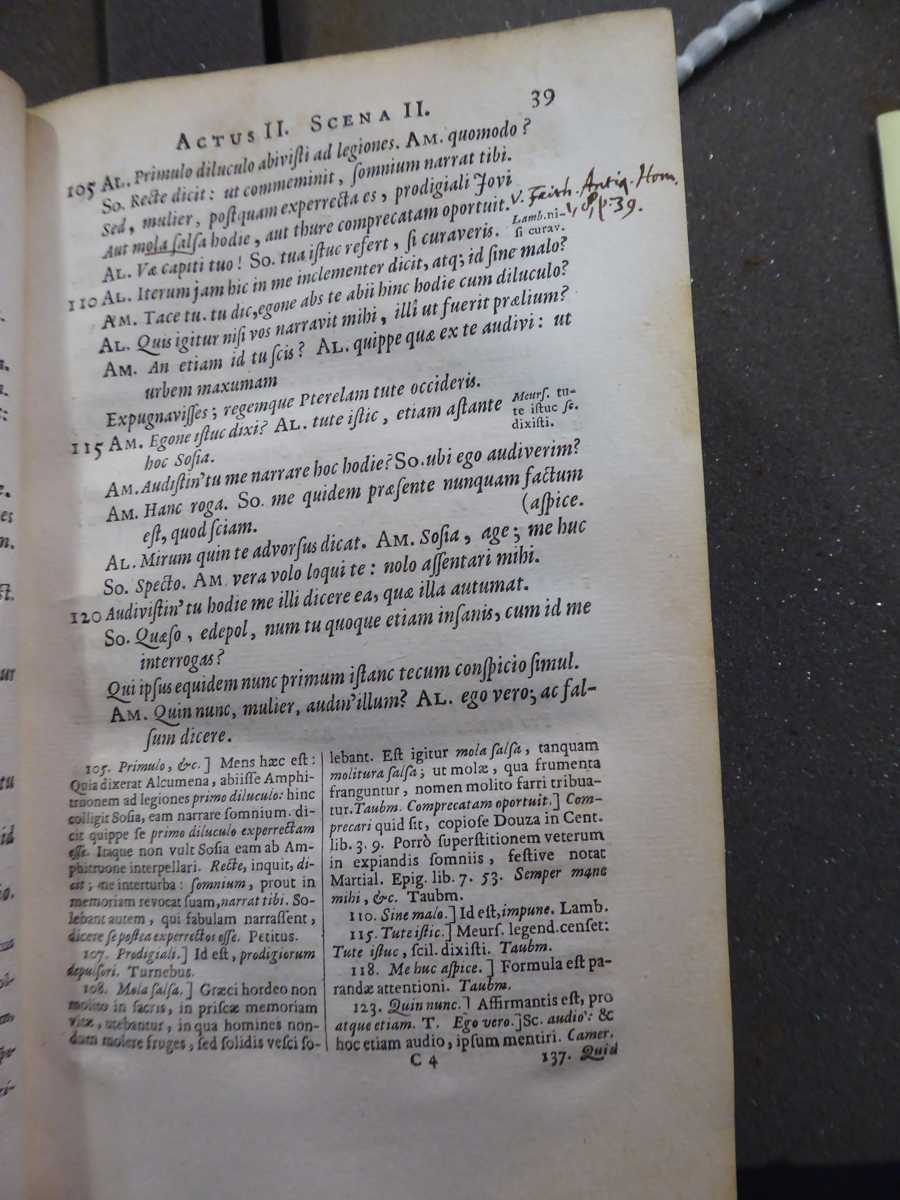 ACTUS II. SCENA II. 39
105 AL. Primulo diluculo abivisti ad legiones. AM. quomodo?
SO. Recte dicit: ut commeminit, somnium narrat tibi.
Sed, mulier, postquam experrecta es, prodigiali Jovi
Aut mola salsa hodie, aut thure comprecatam oportuit.
v. Feith. Antiq. Hom.
p. 39.
AL. Væ capiti tuo! SO. tua istuc refert, si curaveris.
Lamb. ni-
si curav.
110 AL. Iterum jam hic in me inclementer dicit, atq; id sine malo?
AM. Tace tu. tu dic, egone abs te abii hinc hodie cum diluculo?
AL. Quis igitur nisi vos narravit mihi, illi ut fuerit prælium?
AM. An etiam id tu scis? AL. quippe quæ ex te audivi: ut
urbem maxumam
Expugnavisses; regemque Pterelam tute occideris.
115 AM. Egone istuc dixi? AL. tute istic, etiam astante
hoc Sosia.
Meurs. tu-
te istuc sc.
dixisti.
AM. Audistin' tu me narrare hoc hodie? SO. ubi ego audiverim?
AM. Hanc roga. SO. me quidem præsente nunquam factum
est, quod sciam.
(aspice.
AL. Mirum quin te advorsus dicat. AM. Sosia, age; me huc
SO. Specto. AM vera volo loqui te: nolo assentari mihi.
120 Audivistin' tu hodie me illi dicere ea, quæ illa autumat.
SO. Quæso, edepol, num tu quoque etiam insanis, cum id me
interrogas?
Qui ipsus equidem nunc primum istanc tecum conspicio simul.
AM. Quin nunc, mulier, audin' illum? AL. ego vero; ac fal-
sum dicere.
105. Primulo, &c.] Mens hæc est:
Quia dixerat Alcumena, abiisse Amphi-
truonem ad legiones primo diluculo: hinc
colligit Sosia, eam narrare somnium. di-
cit quippe se primo diluculo experrectam
esse. Itaque non vult Sosia eam ab Am-
phitruone interpellari. Recte, inquit, di-
cit; ne interturba: somnium, prout in
memoriam revocat suam, narrat tibi. So-
lebant autem, qui fabulam narrassent,
dicere se postea experrectos esse. Petitus.
107. Prodigiali.] Id est, prodigiorum
depulsori. Turnebus.
108. Mola salsa.] Græci hordeo non
molito in sacris, in priscæ memoriam
vitæ, utebantur, in qua homines non-
dum molere fruges, sed solidis vesci so-
lebant. Est igitur mola salsa, tanquam
molitura salsa; ut molæ, qua frumenta
franguntur, nomen molito farri tribua-
tur. Taubm. Comprecatam oportuit.] Com-
precari quid sit, copiose Douza in Cent.
lib. 3. 9. Porrò superstitionem veterum
in expiandis somniis, festive notat
Martial. Epig. lib. 7. 53. Semper mane
mihi, &c. Taubm.
110. Sine malo.] Id est, impune. Lamb.
115. Tute istic.] Meurs. legend. censet:
Tute istuc, scil. dixisti. Taubm.
118. Me huc aspice.] Formula est pa-
randæ attentioni. Taubm.
123. Quin nunc.] Affirmantis est, pro
atque etiam. T. Ego vero.] Sc. audio: &
hoc etiam audio, ipsum mentiri. Camer.
C 4 137. Quid